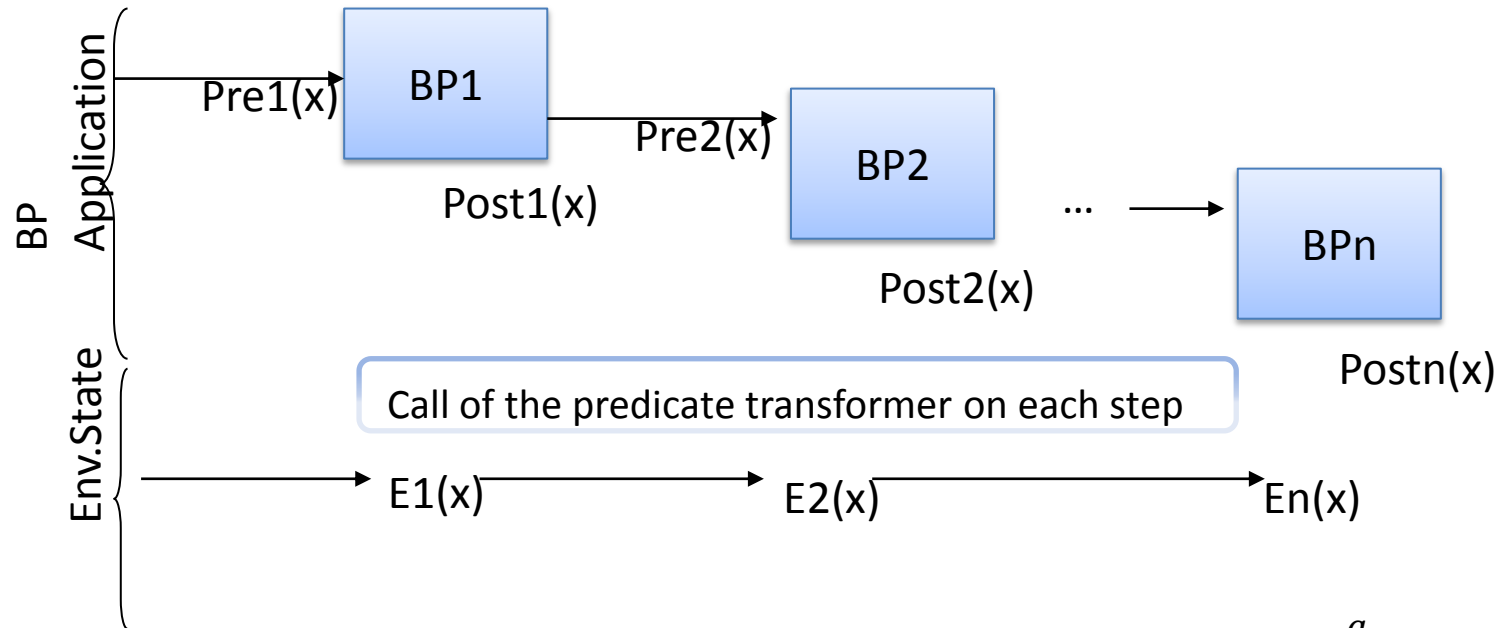 BP
Application
Pre1(x)
BP1
Post1(x)
Pre2(x)
BP2
Post2(x)
...
BPn
Postn(x)
Env.State
Call of the predicate transformer on each step
E1(x)
E2(x)
En(x)